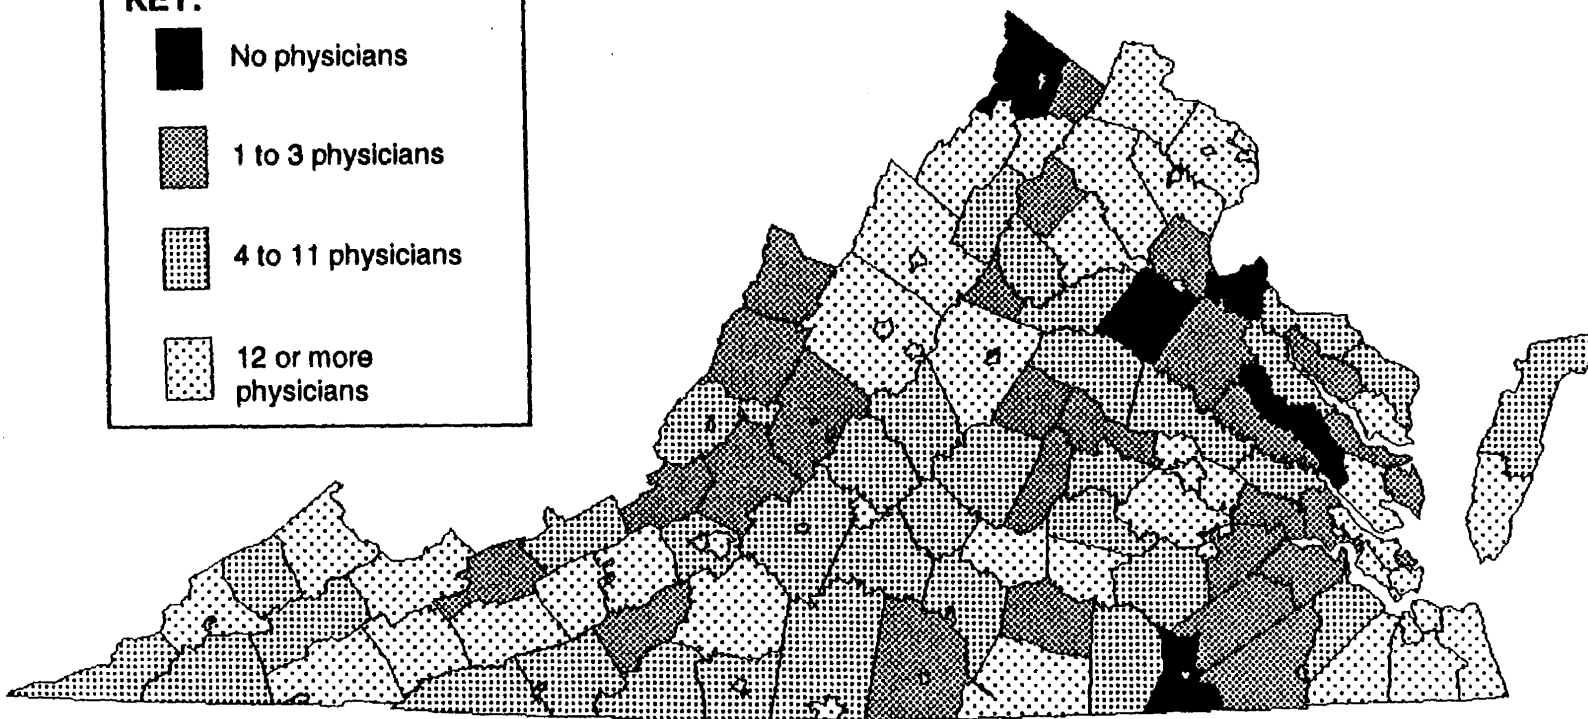 KEY:
No physicians
1 to 3 physicians
4 to 11 physicians
12 or more
physicians